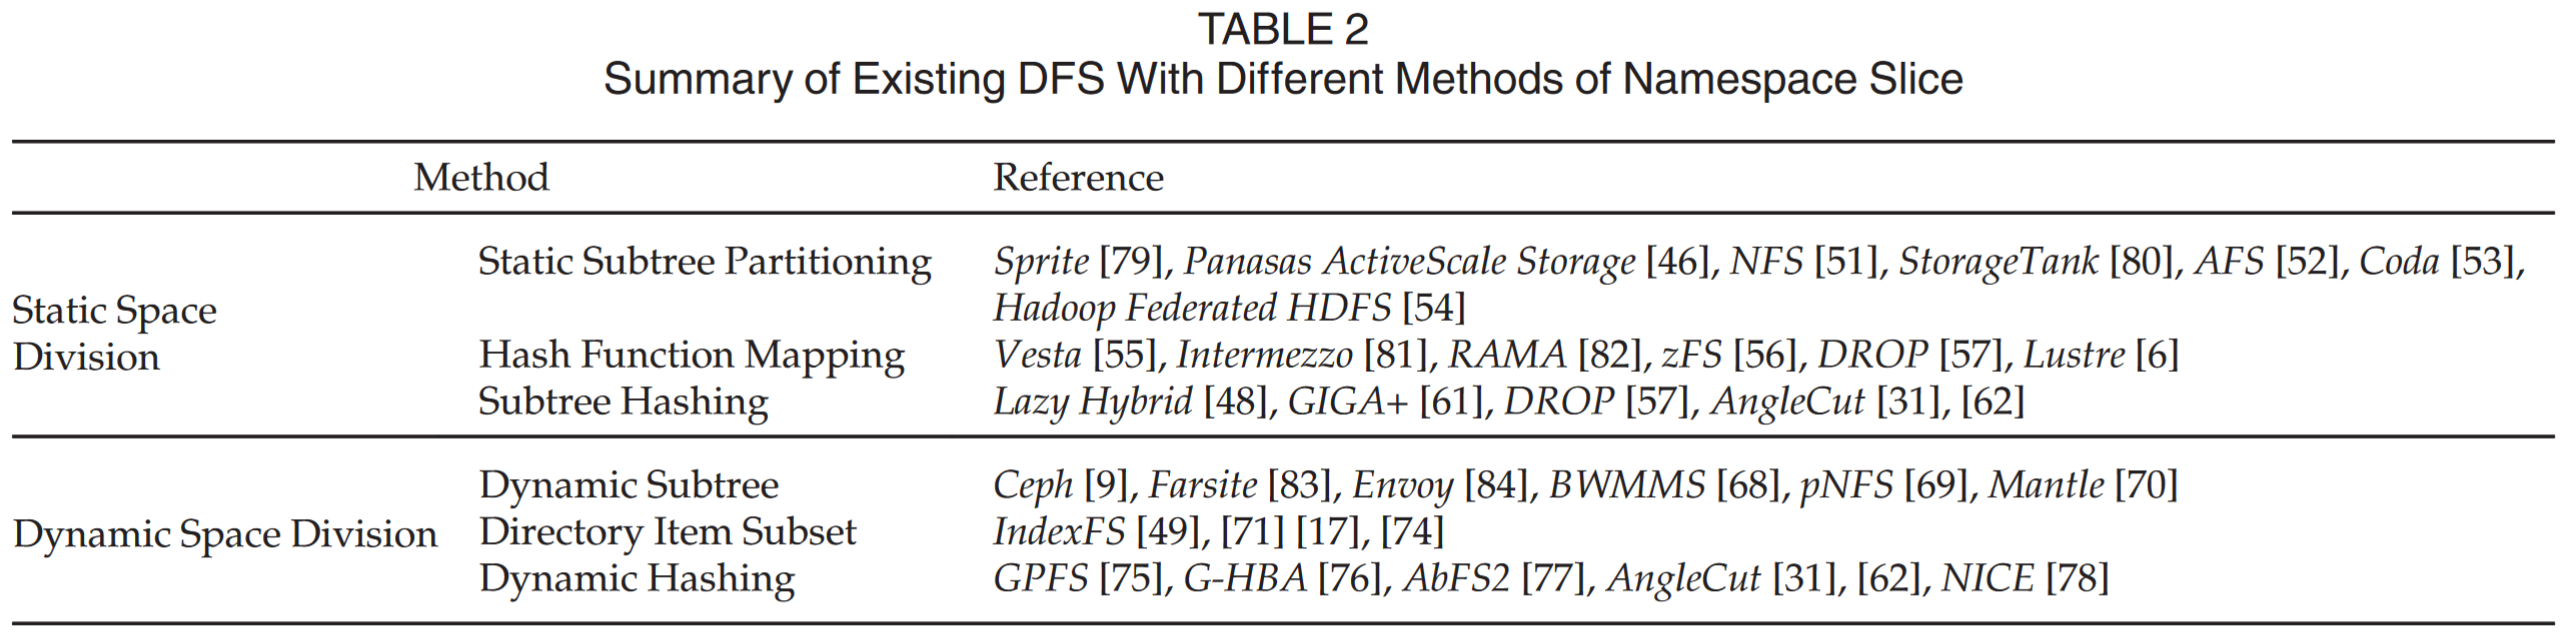 TABLE 2
Summary of Existing DFS With Different Methods of Namespace Slice
Method Reference
Static Space
Division
Static Subtree Partitioning Sprite [79], Panasas ActiveScale Storage [46], NFS [51], StorageTank [80], AFS [52], Coda [53],
Hadoop Federated HDFS [54]
Hash Function Mapping Vesta [55], Intermezzo [81], RAMA [82], zFS [56], DROP [57], Lustre [6]
Subtree Hashing Lazy Hybrid [48], GIGA+ [61], DROP [57], AngleCut [31], [62]
Dynamic Space Division
Dynamic Subtree Ceph [9], Farsite [83], Envoy [84], BWMMS [68], pNFS [69], Mantle [70]
Directory Item Subset IndexFS [49], [71] [17], [74]
Dynamic Hashing GPFS [75], G-HBA [76], AbFS2 [77], AngleCut [31], [62], NICE [78]